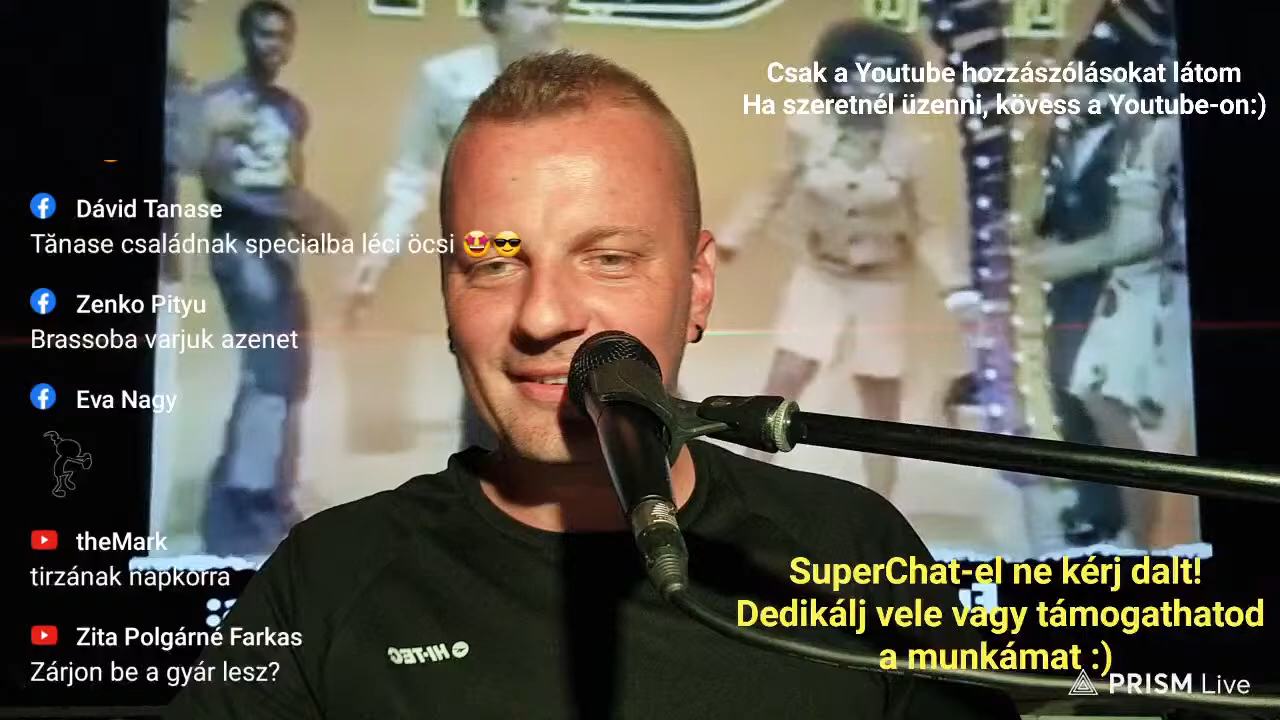 Csak a Youtube hozzászólásokat látom
Ha szeretnél üzenni, kövess a Youtube-on:)
Dávid Tanase
Tănase családnak specialba léci öcsi 🤩😎
Zenko Pityu
Brassoba varjuk azenet
Eva Nagy
theMark
tirzának napkorra
Zita Polgárné Farkas
Zárjon be a gyár lesz?
HI-TEC
SuperChat-el ne kérj dalt!
Dedikálj vele vagy támogathatod
a munkámat :)
PRISM Live